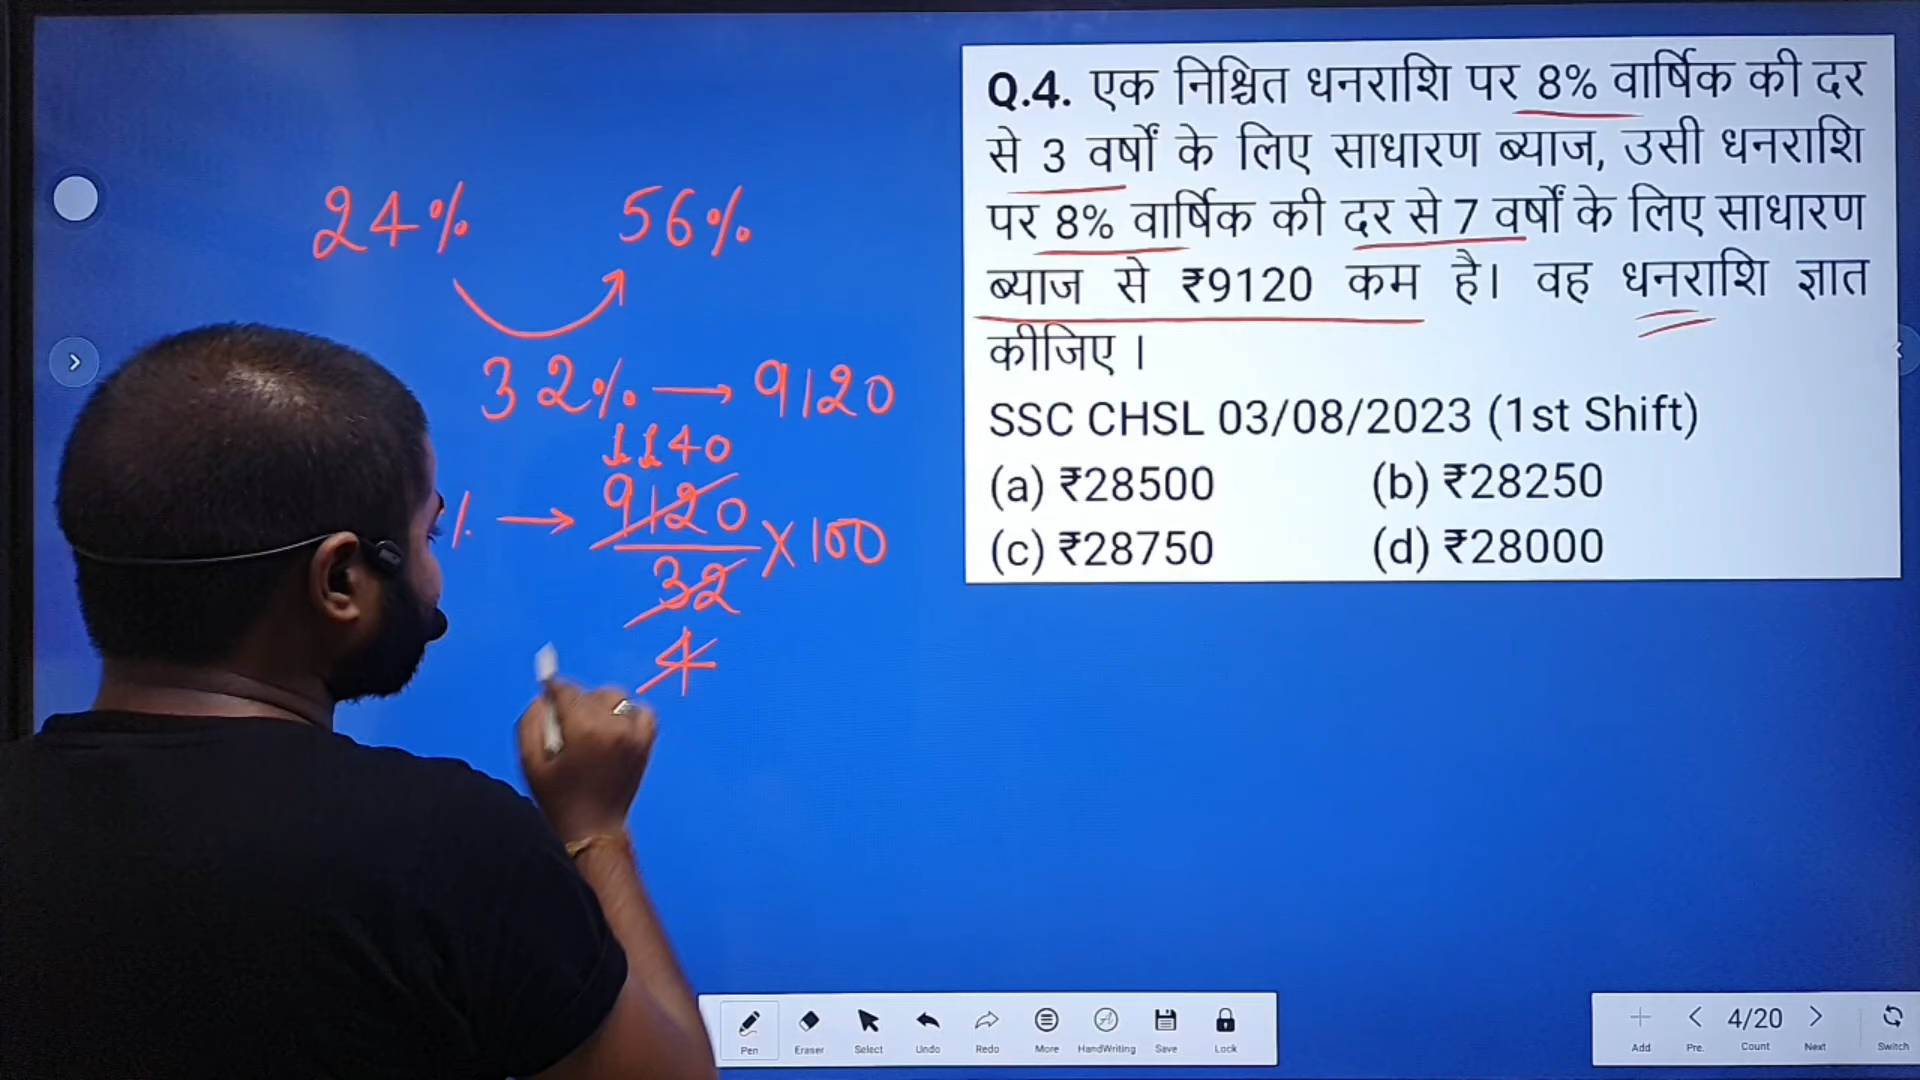 24% 56%
32% → 9120
1140
% → 9120 × 100
32
4
Q.4. एक निश्चित धनराशि पर 8% वार्षिक की दर
से 3 वर्षों के लिए साधारण ब्याज, उसी धनराशि
पर 8% वार्षिक की दर से 7 वर्षों के लिए साधारण
ब्याज से ₹9120 कम है। वह धनराशि ज्ञात
कीजिए ।
SSC CHSL 03/08/2023 (1st Shift)
(a) ₹28500 (b) ₹28250
(c) ₹28750 (d) ₹28000
Pen Eraser Select Undo Redo More HandWriting Save Lock
4/20
Add Pre. Count Next Switch